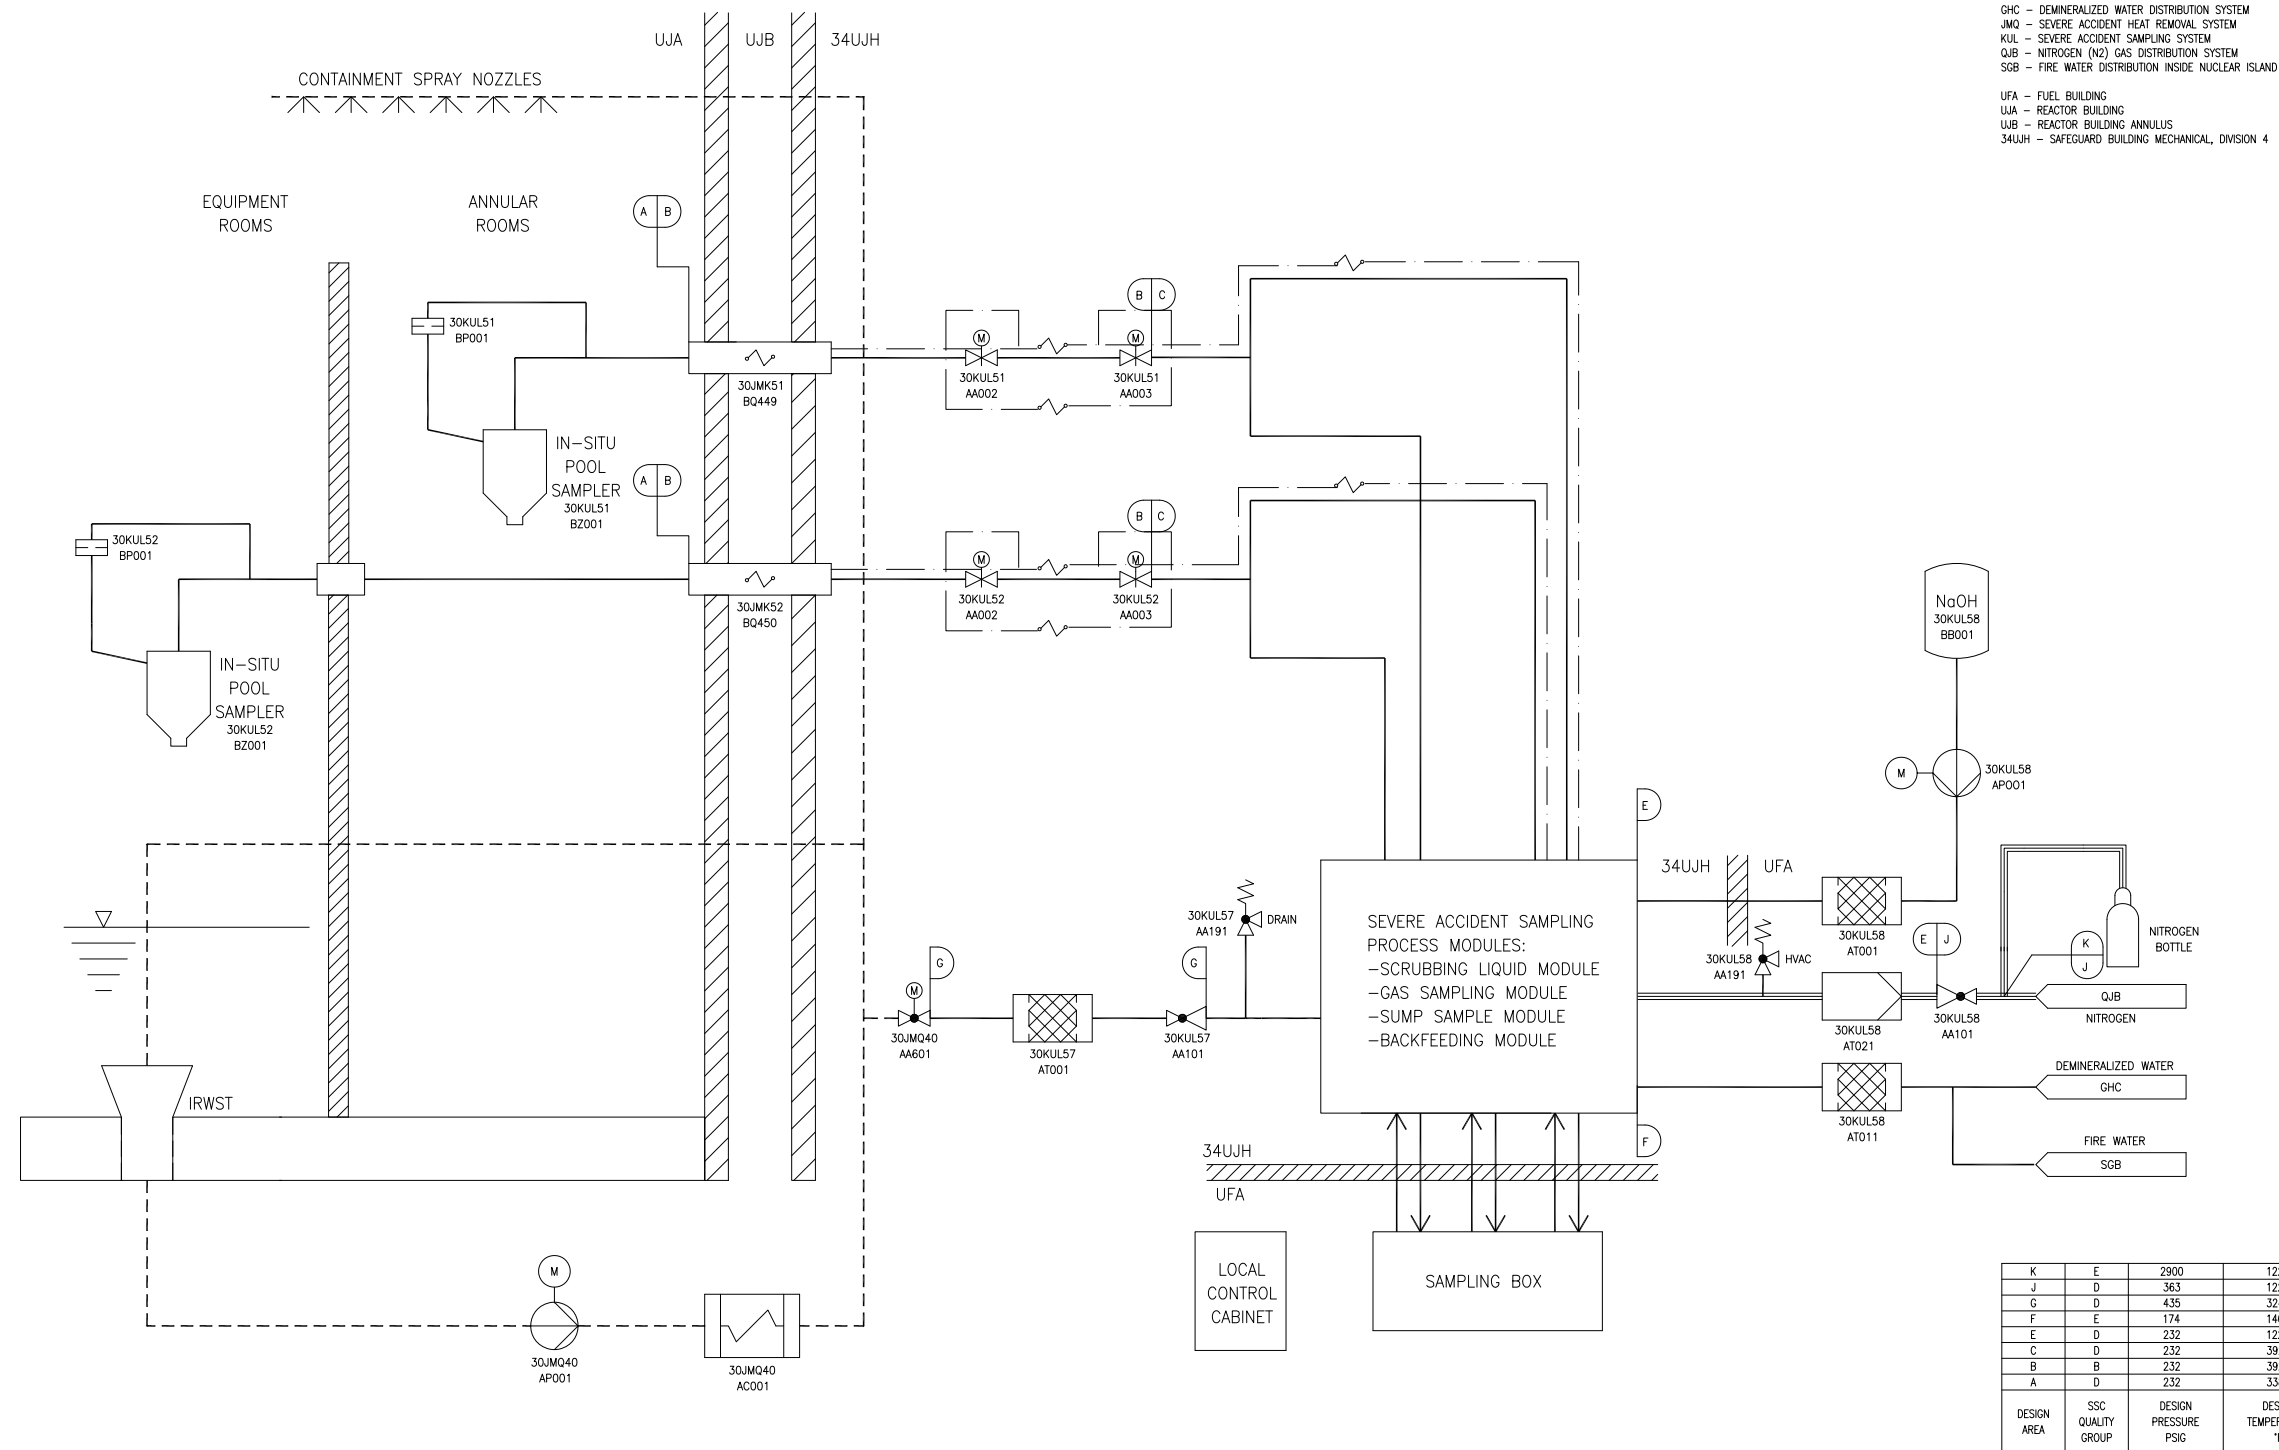 GHC – DEMINERALIZED WATER DISTRIBUTION SYSTEM
JMQ – SEVERE ACCIDENT HEAT REMOVAL SYSTEM
KUL – SEVERE ACCIDENT SAMPLING SYSTEM
QJB – NITROGEN (N2) GAS DISTRIBUTION SYSTEM
SGB – FIRE WATER DISTRIBUTION INSIDE NUCLEAR ISLAND
UFA – FUEL BUILDING
UJA – REACTOR BUILDING
UJB – REACTOR BUILDING ANNULUS
34UJH – SAFEGUARD BUILDING MECHANICAL, DIVISION 4
UJA
UJB
34UJH
CONTAINMENT SPRAY NOZZLES
EQUIPMENT
ROOMS
ANNULAR
ROOMS
A B
30KUL51
BP001
30JMK51
BQ449
M
30KUL51
AA002
B C
M
30KUL51
AA003
IN–SITU
POOL
SAMPLER
30KUL51
BZ001
A B
30KUL52
BP001
30JMK52
BQ450
M
30KUL52
AA002
B C
M
30KUL52
AA003
IN–SITU
POOL
SAMPLER
30KUL52
BZ001
NaOH
30KUL58
BB001
M
30KUL58
AP001
E
34UJH
UFA
30KUL58
AT001
30KUL57
AA191
DRAIN
G
M
30JMQ40
AA601
30KUL57
AT001
G
30KUL57
AA101
SEVERE ACCIDENT SAMPLING
PROCESS MODULES:
–SCRUBBING LIQUID MODULE
–GAS SAMPLING MODULE
–SUMP SAMPLE MODULE
–BACKFEEDING MODULE
30KUL58
AA191
HVAC
E J
K
J
NITROGEN
BOTTLE
30KUL58
AT021
30KUL58
AA101
QJB
NITROGEN
DEMINERALIZED WATER
GHC
30KUL58
AT011
FIRE WATER
SGB
F
IRWST
34UJH
UFA
LOCAL
CONTROL
CABINET
SAMPLING BOX
M
30JMQ40
AP001
30JMQ40
AC001
K E 2900
J D 363
G D 435
F E 174
E D 232
C D 232
B B 232
A D 232
DESIGN
AREA
SSC
QUALITY
GROUP
DESIGN
PRESSURE
PSIG